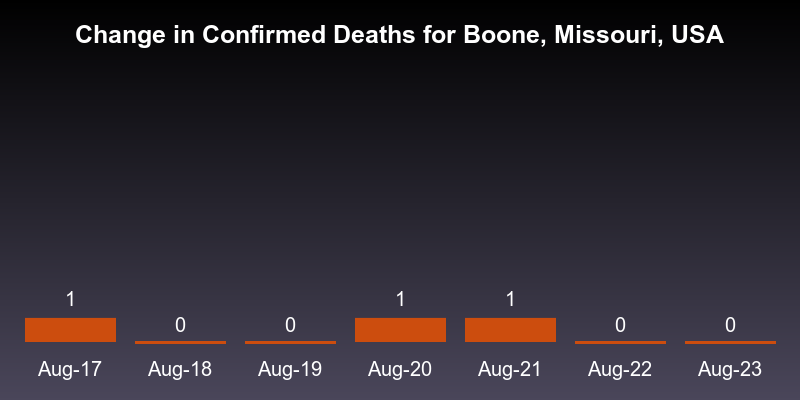 Change in Confirmed Deaths for Boone, Missouri, USA
1 0 0 1 1 0 0
Aug-17 Aug-18 Aug-19 Aug-20 Aug-21 Aug-22 Aug-23